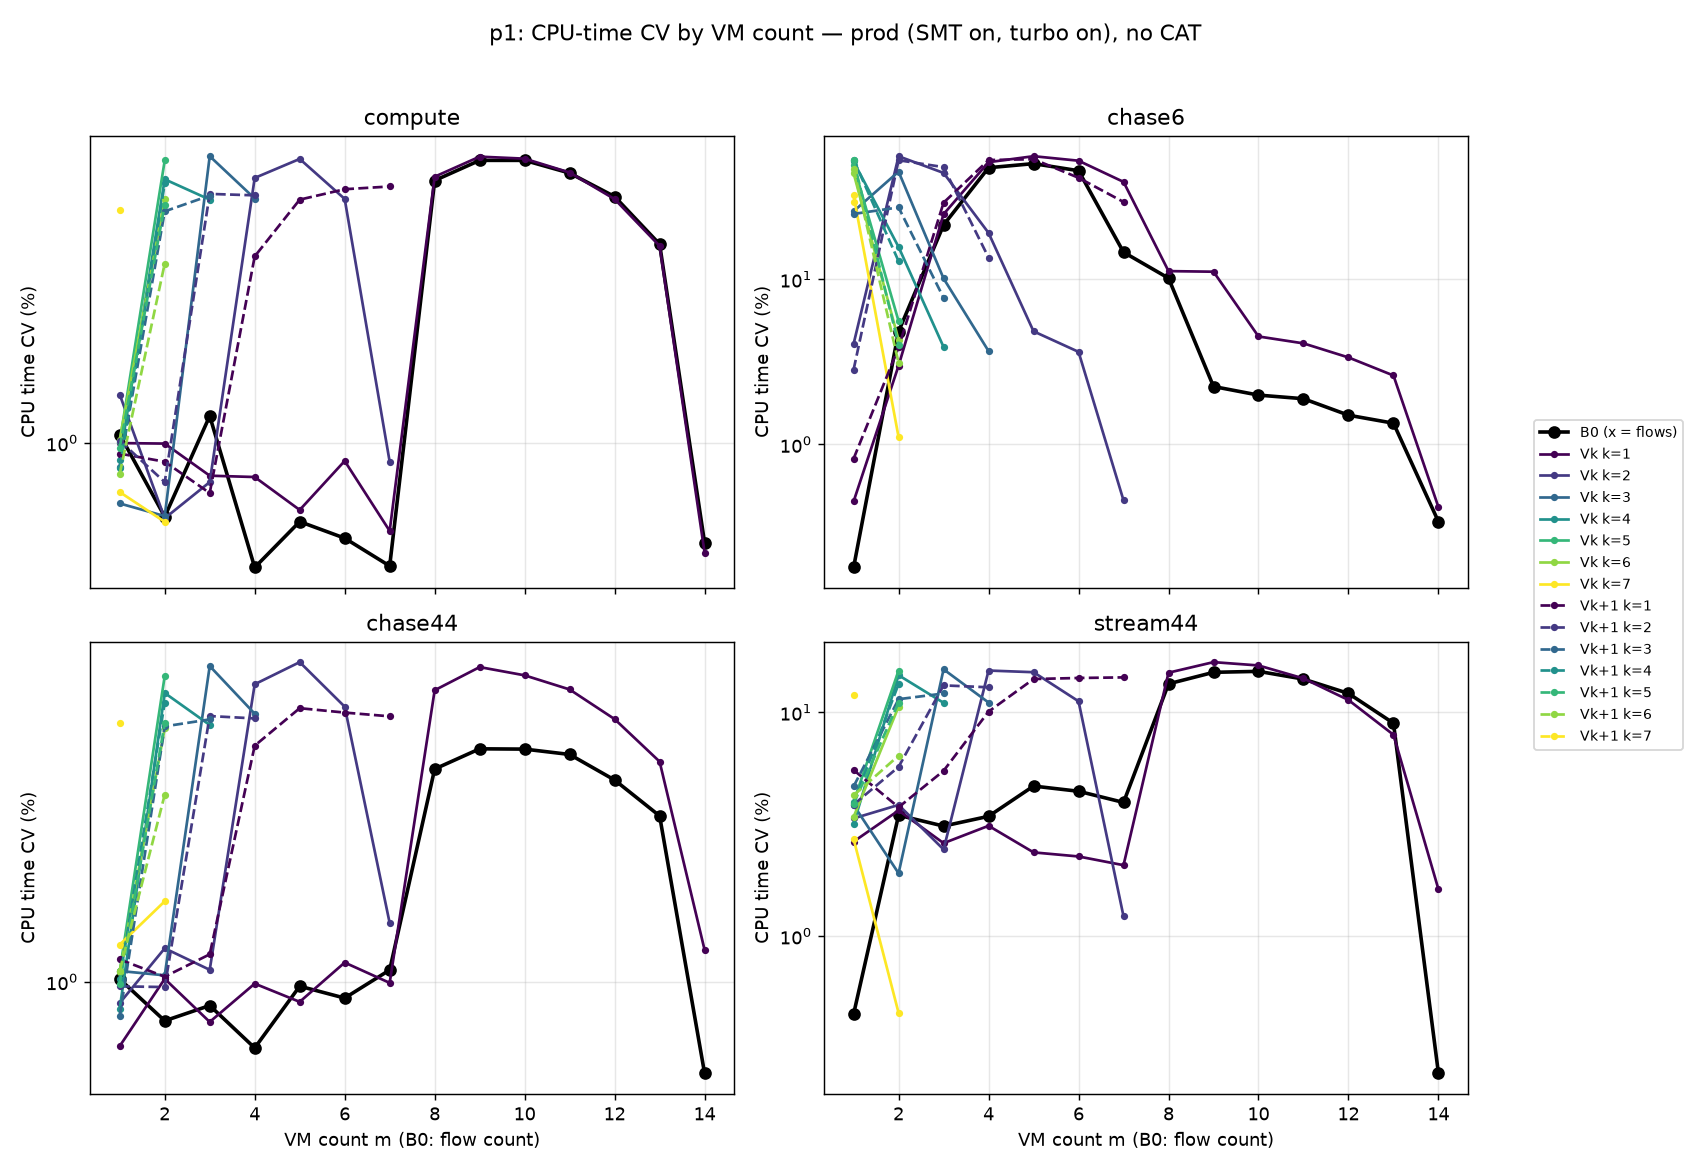 p1: CPU-time CV by VM count — prod (SMT on, turbo on), no CAT
compute
CPU time CV (%)
10⁰
chase6
CPU time CV (%)
10¹
10⁰
chase44
CPU time CV (%)
10⁰
2 4 6 8 10 12 14
VM count m (B0: flow count)
stream44
CPU time CV (%)
10¹
10⁰
2 4 6 8 10 12 14
VM count m (B0: flow count)
B0 (x = flows)
Vk k=1
Vk k=2
Vk k=3
Vk k=4
Vk k=5
Vk k=6
Vk k=7
Vk+1 k=1
Vk+1 k=2
Vk+1 k=3
Vk+1 k=4
Vk+1 k=5
Vk+1 k=6
Vk+1 k=7